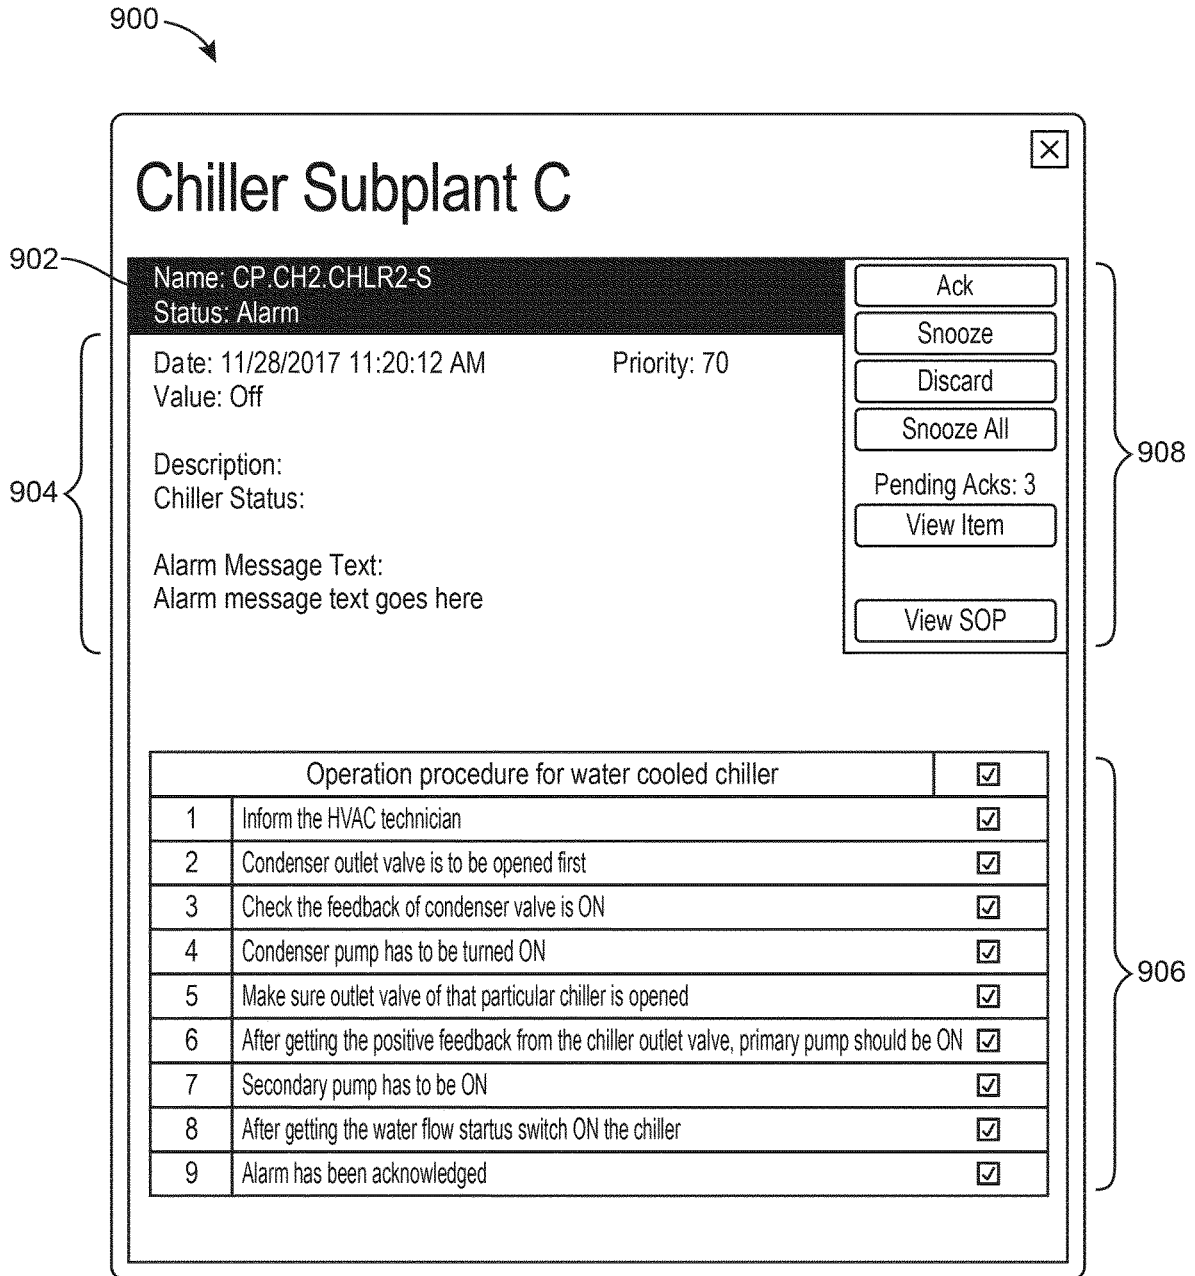 900
Chiller Subplant C
902
Name: CP.CH2.CHLR2-S
Status: Alarm
904
Date: 11/28/2017 11:20:12 AM Priority: 70
Value: Off
Description:
Chiller Status:
Alarm Message Text:
Alarm message text goes here
Ack
Snooze
Discard
Snooze All
Pending Acks: 3
View Item
View SOP
908
Operation procedure for water cooled chiller
1 Inform the HVAC technician
2 Condenser outlet valve is to be opened first
3 Check the feedback of condenser valve is ON
4 Condenser pump has to be turned ON
5 Make sure outlet valve of that particular chiller is opened
6 After getting the positive feedback from the chiller outlet valve, primary pump should be ON
7 Secondary pump has to be ON
8 After getting the water flow startus switch ON the chiller
9 Alarm has been acknowledged
906